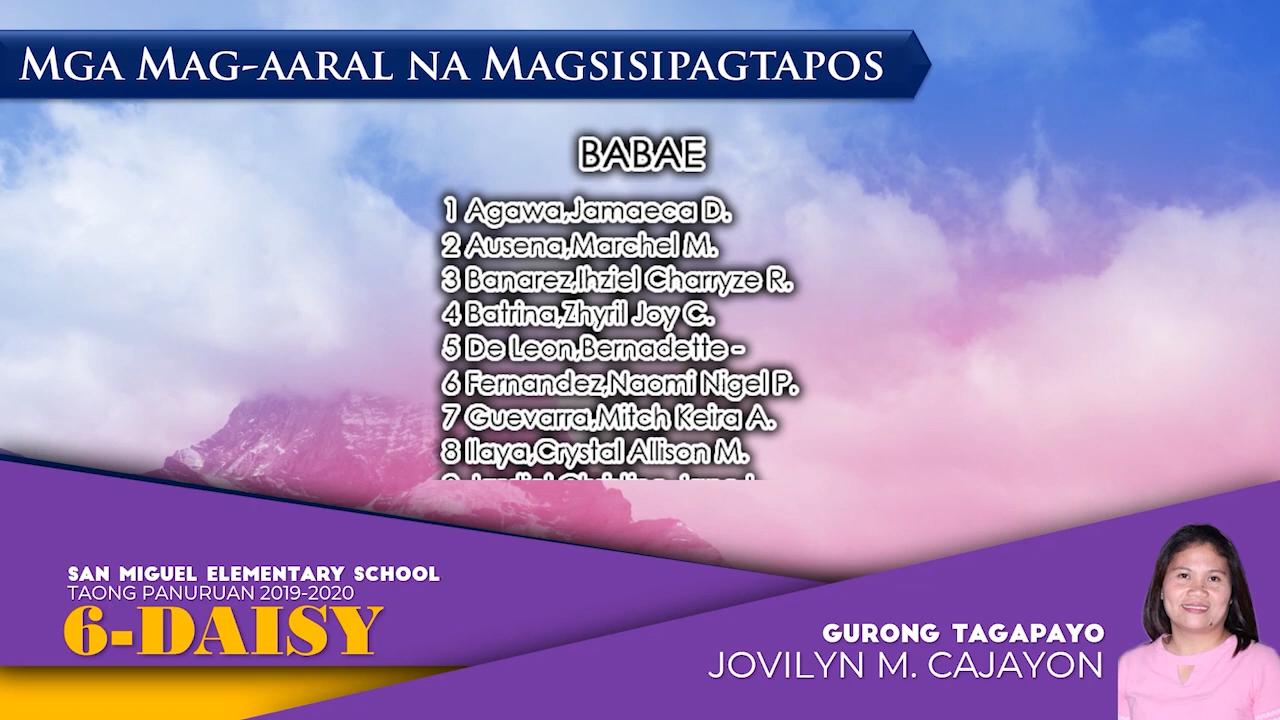 MGA MAG-AARAL NA MAGSISIPAGTAPOS
BABAE
1 Agawa,Jamaeca D.
2 Ausena,Marchel M.
3 Banarez,Ihziel Charryze R.
4 Batrina,Zhyril Joy C.
5 De Leon,Bernadette -
6 Fernandez,Naomi Nigel P.
7 Guevarra,Mitch Keira A.
8 Ilaya,Crystal Allison M.
SAN MIGUEL ELEMENTARY SCHOOL
TAONG PANURUAN 2019-2020
6-DAISY
GURONG TAGAPAYO
JOVILYN M. CAJAYON